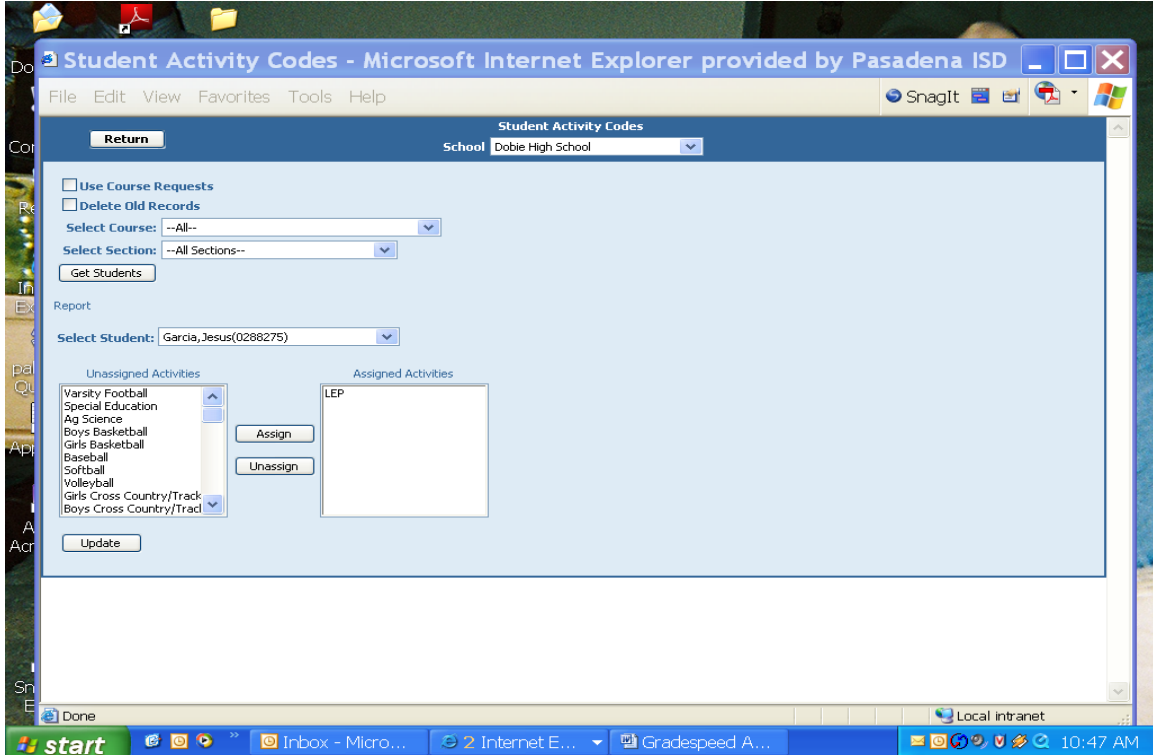 Student Activity Codes - Microsoft Internet Explorer provided by Pasadena ISD
File Edit View Favorites Tools Help
SnagIt
Student Activity Codes
Return
School Dobie High School
Use Course Requests
Delete Old Records
Select Course: --All--
Select Section: --All Sections--
Get Students
Report
Select Student: Garcia,Jesus(0288275)
Unassigned Activities
Assigned Activities
Varsity Football
LEP
Special Education
Ag Science
Boys Basketball
Assign
Girls Basketball
Baseball
Softball
Unassign
Volleyball
Girls Cross Country/Track
Boys Cross Country/Tracl
Update
Done
Local intranet
start
Inbox - Micro...
2 Internet E...
Gradespeed A...
10:47 AM